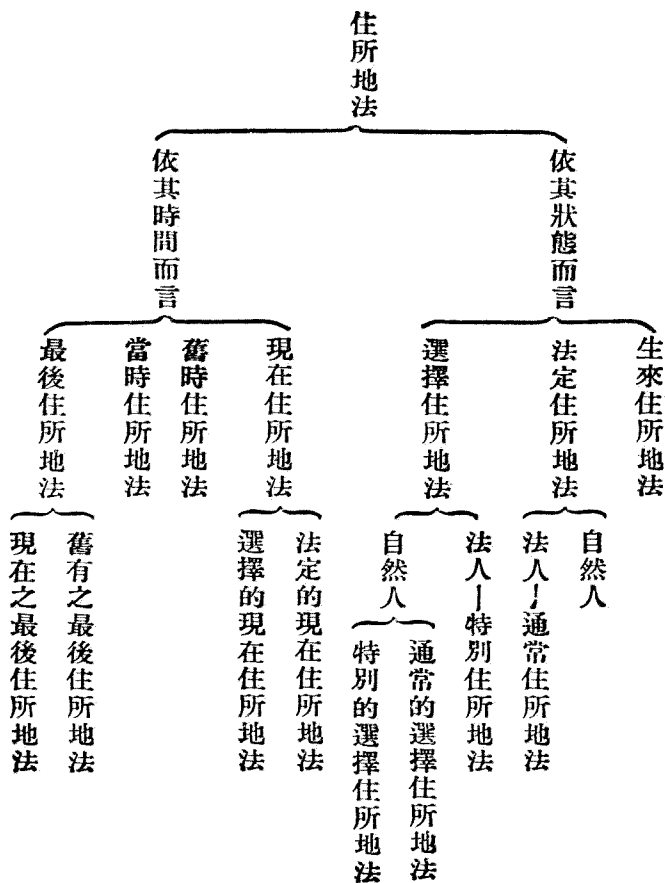 住所地法
依其狀態而言
生來住所地法
法定住所地法
自然人
法人—通常住所地法
選擇住所地法
法人—特別住所地法
自然人
通常的選擇住所地法
特別的選擇住所地法
依其時間而言
現在住所地法
法定的現在住所地法
選擇的現在住所地法
舊時住所地法
當時住所地法
最後住所地法
舊有之最後住所地法
現在之最後住所地法